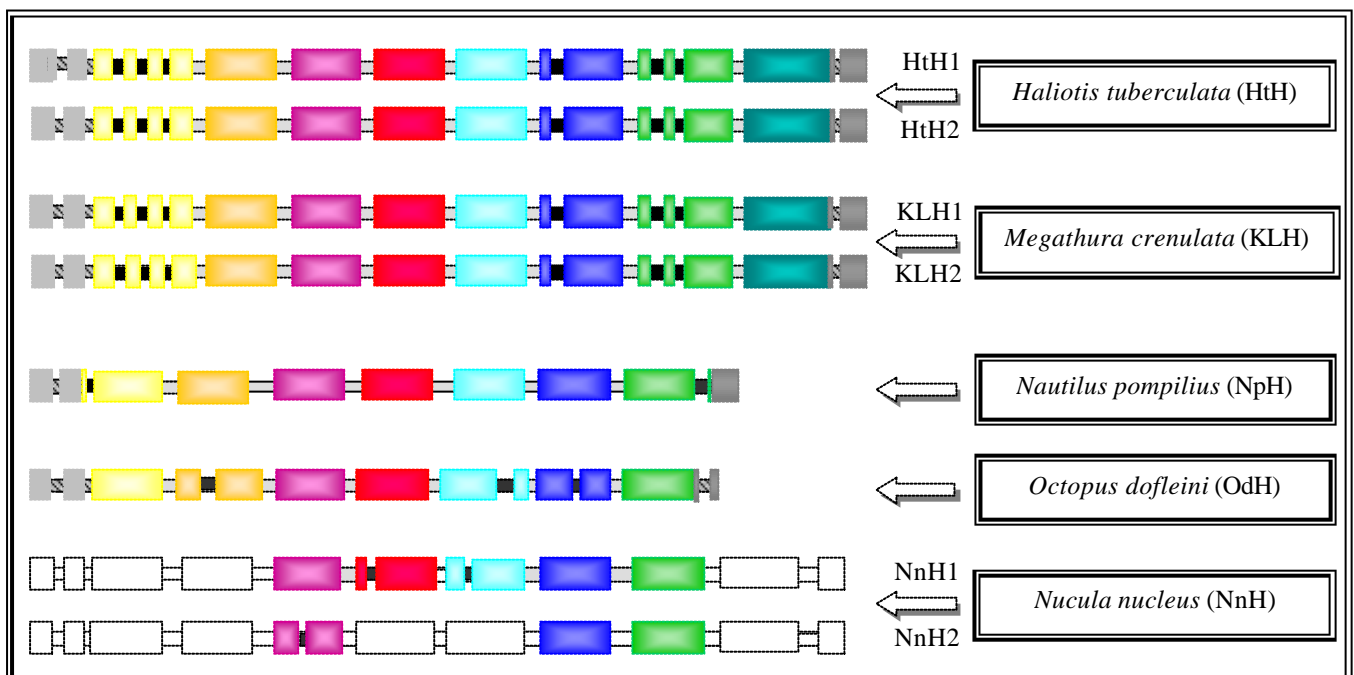 HtH1
Haliotis tuberculata (HtH)
HtH2
KLH1
Megathura crenulata (KLH)
KLH2
Nautilus pompilius (NpH)
Octopus dofleini (OdH)
NnH1
Nucula nucleus (NnH)
NnH2